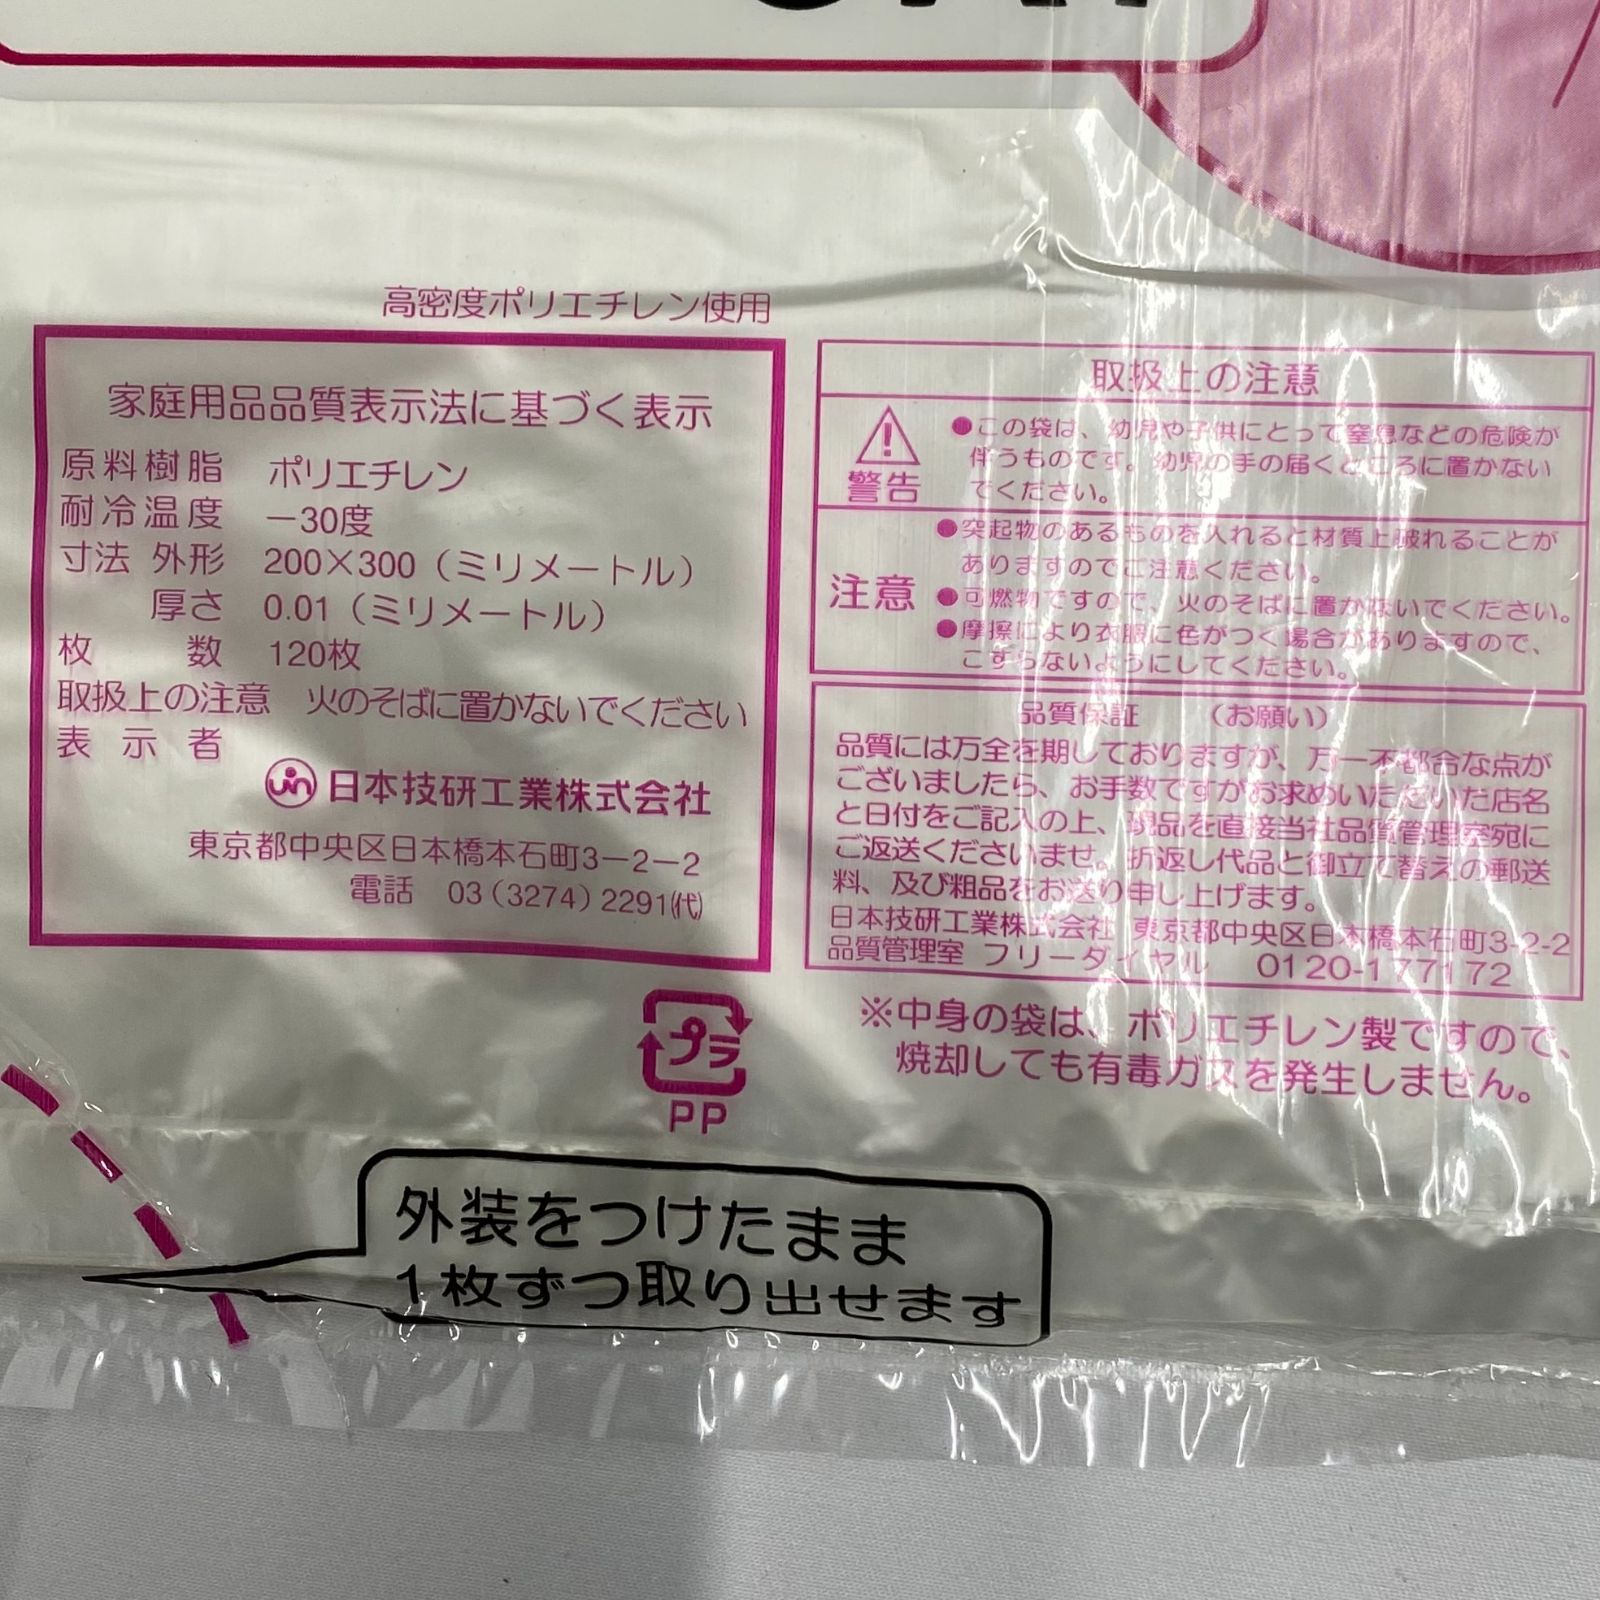 高密度ポリエチレン使用
家庭用品品質表示法に基づく表示
原料樹脂 ポリエチレン
耐冷温度 −30度
寸法 外形 200×300（ミリメートル）
厚さ 0.01（ミリメートル）
枚数 120枚
取扱上の注意 火のそばに置かないでください
表示者
日本技研工業株式会社
東京都中央区日本橋本石町3−2−2
電話 03（3274）2291(代)
取扱上の注意
警告
●この袋は、幼児や子供にとって窒息などの危険が
伴うものです。幼児の手の届くところに置かない
でください。
注意
●突起物のあるものを入れると材質上破れることが
ありますのでご注意ください。
●可燃物ですので、火のそばに置かないでください。
●摩擦により衣服に色がつく場合がありますので、
こすらないようにしてください。
品質保証 （お願い）
品質には万全を期しておりますが、万一不都合な点が
ございましたら、お手数ですがお求めいただいた店名
と日付をご記入の上、現品を直接当社品質管理室宛に
ご返送くださいませ。折返し代品と御立て替えの郵送
料、及び粗品をお送り申し上げます。
日本技研工業株式会社 東京都中央区日本橋本石町3-2-2
品質管理室 フリーダイヤル 0120-177172
※中身の袋は、ポリエチレン製ですので、
焼却しても有毒ガスを発生しません。
プラ
PP
外装をつけたまま
1枚ずつ取り出せます